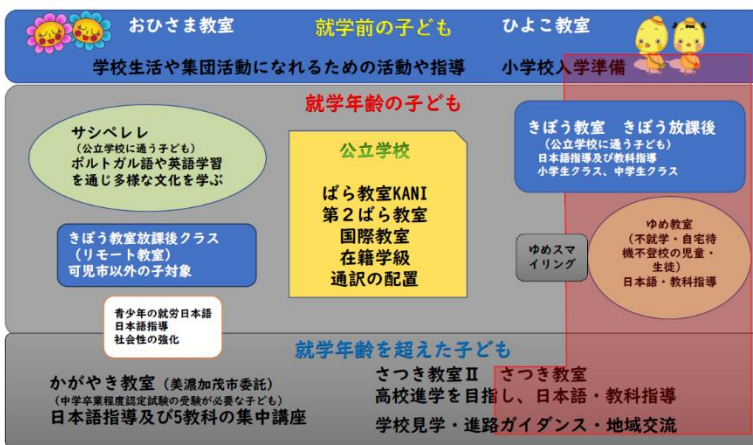 おひさま教室
就学前の子ども
ひよこ教室
学校生活や集団活動になれるための活動や指導
小学校入学準備
就学年齢の子ども
サシペレレ
(公立学校に通う子ども)
ポルトガル語や英語学習
を通じ多様な文化を学ぶ
公立学校
ばら教室KANI
第2ばら教室
国際教室
在籍学級
通訳の配置
きぼう教室 きぼう放課後
(公立学校に通う子ども)
日本語指導及び教科指導
小学生クラス、中学生クラス
きぼう教室放課後クラス
(リモート教室)
可児市以外の子対象
ゆめスマ
イリング
ゆめ教室
(不就学・自宅待
機不登校の児童・
生徒)
日本語・教科指導
青少年の就労日本語
日本語指導
社会性の強化
就学年齢を超えた子ども
かがやき教室(美濃加茂市委託)
(中学卒業程度認定試験の受験が必要な子ども)
日本語指導及び5教科の集中講座
さつき教室Ⅱ さつき教室
高校進学を目指し、日本語・教科指導
学校見学・進路ガイダンス・地域交流